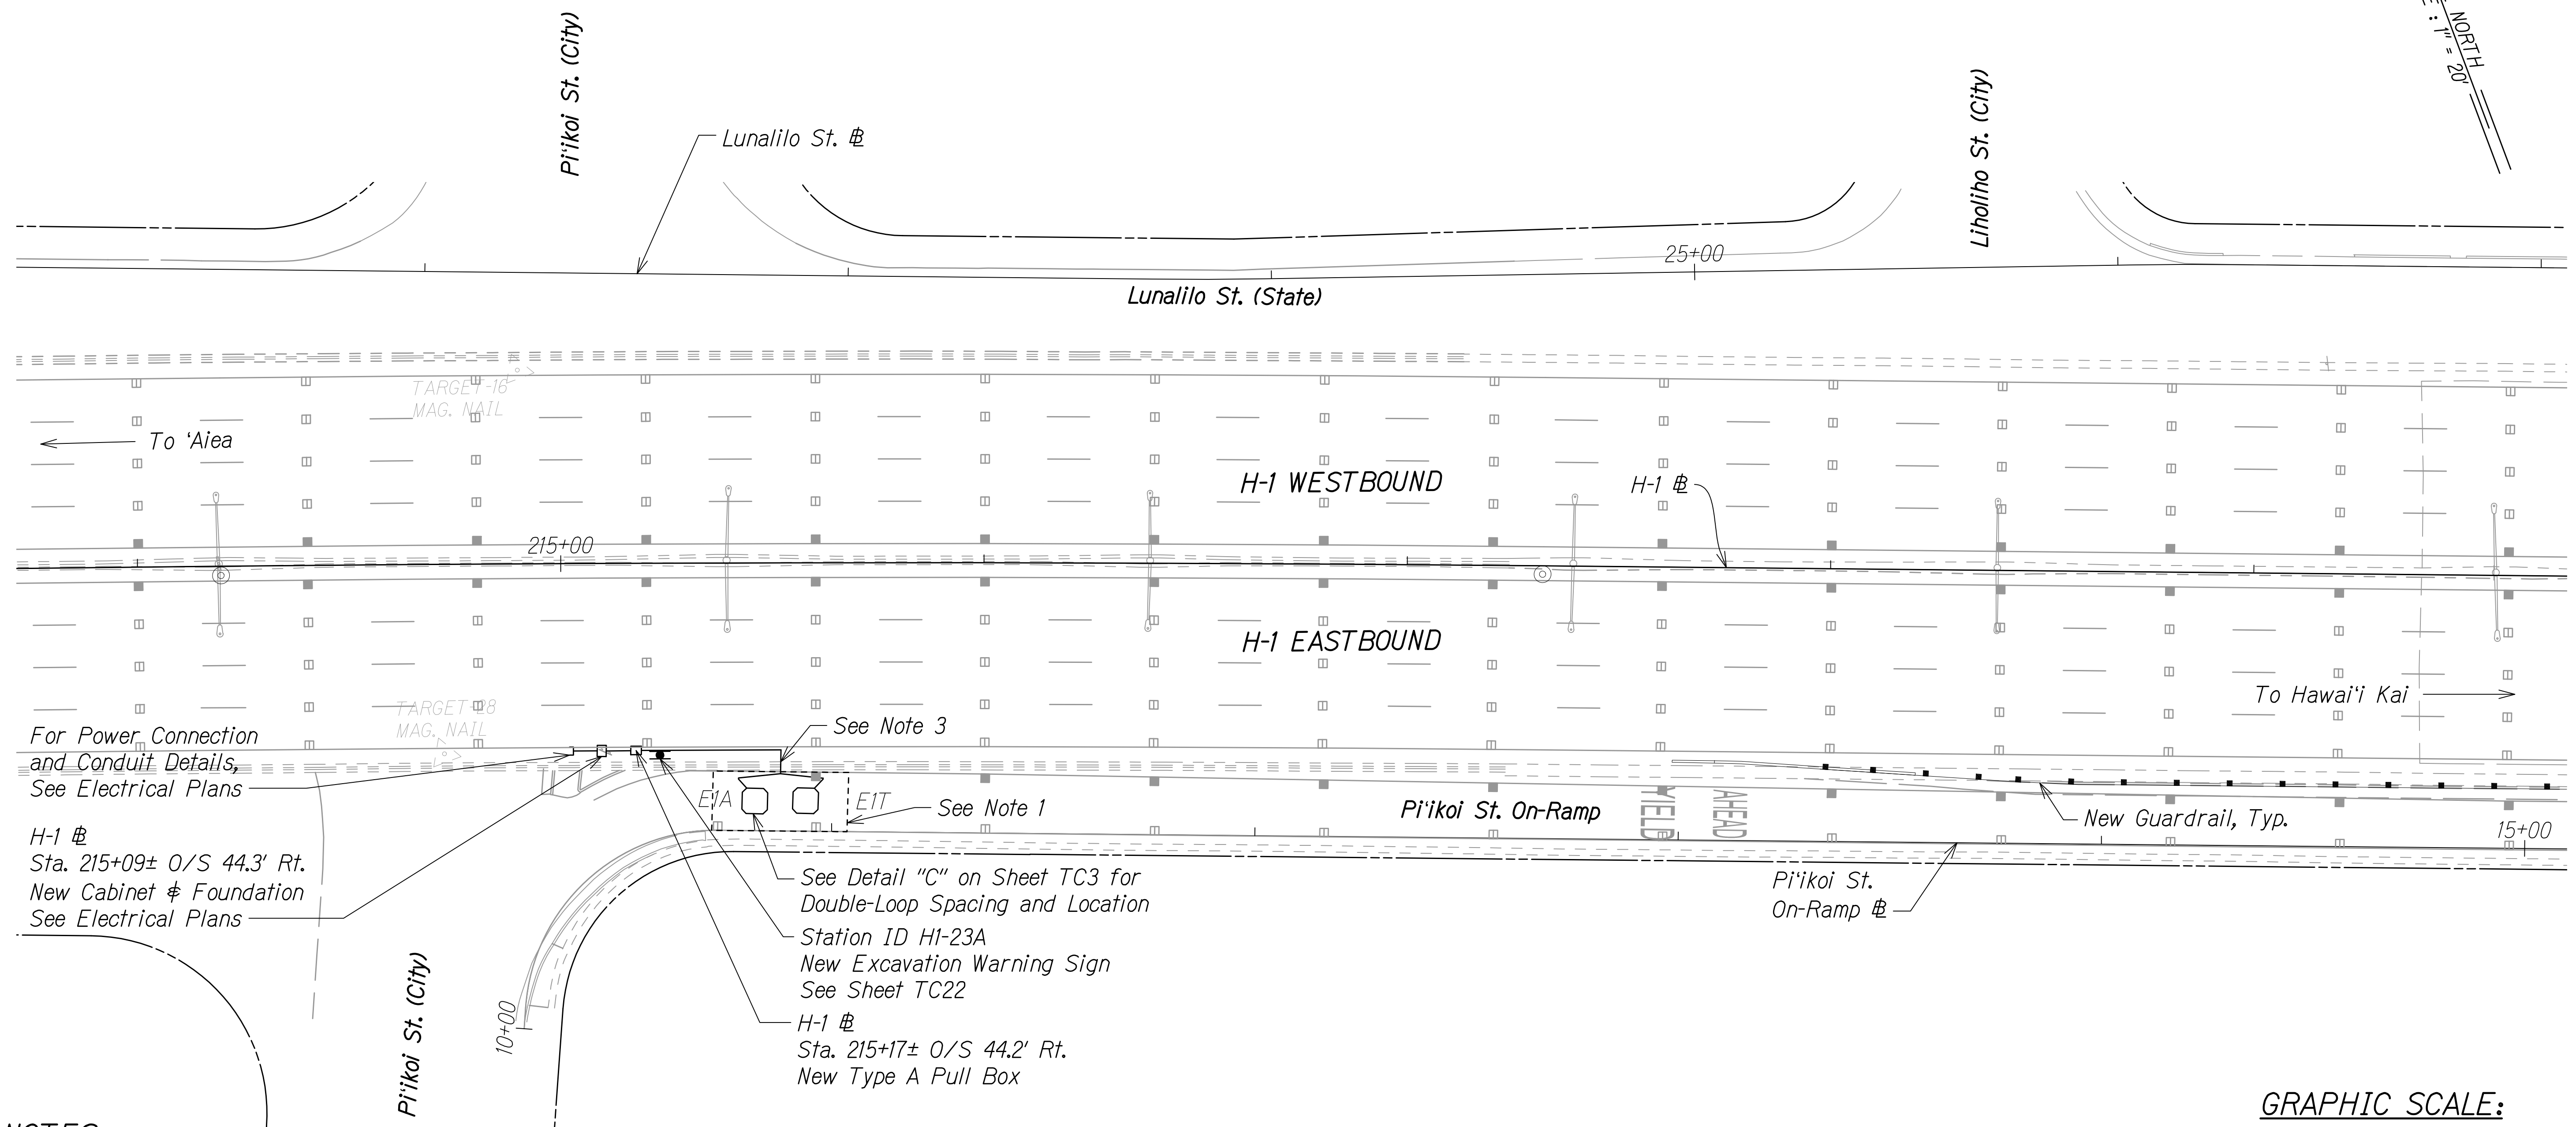 Pi‘ikoi St. (City)
Lunalilo St. ℄
Liholiho St. (City)
NORTH
E : 1" = 20'
25+00
Lunalilo St. (State)
TARGET-16
MAG. NAIL
To ‘Aiea
H-1 WESTBOUND
H-1 ℄
215+00
H-1 EASTBOUND
To Hawai‘i Kai
TARGET-28
MAG. NAIL
For Power Connection
and Conduit Details,
See Electrical Plans
See Note 3
E1A
E1T
See Note 1
Pi‘ikoi St. On-Ramp
YIELD
AHEAD
New Guardrail, Typ.
15+00
H-1 ℄
Sta. 215+09± O/S 44.3' Rt.
New Cabinet & Foundation
See Electrical Plans
See Detail "C" on Sheet TC3 for
Double-Loop Spacing and Location
Pi‘ikoi St.
On-Ramp ℄
Station ID H1-23A
New Excavation Warning Sign
See Sheet TC22
H-1 ℄
Sta. 215+17± O/S 44.2' Rt.
New Type A Pull Box
10+00
Pi‘ikoi St. (City)
GRAPHIC SCALE:
NOTES